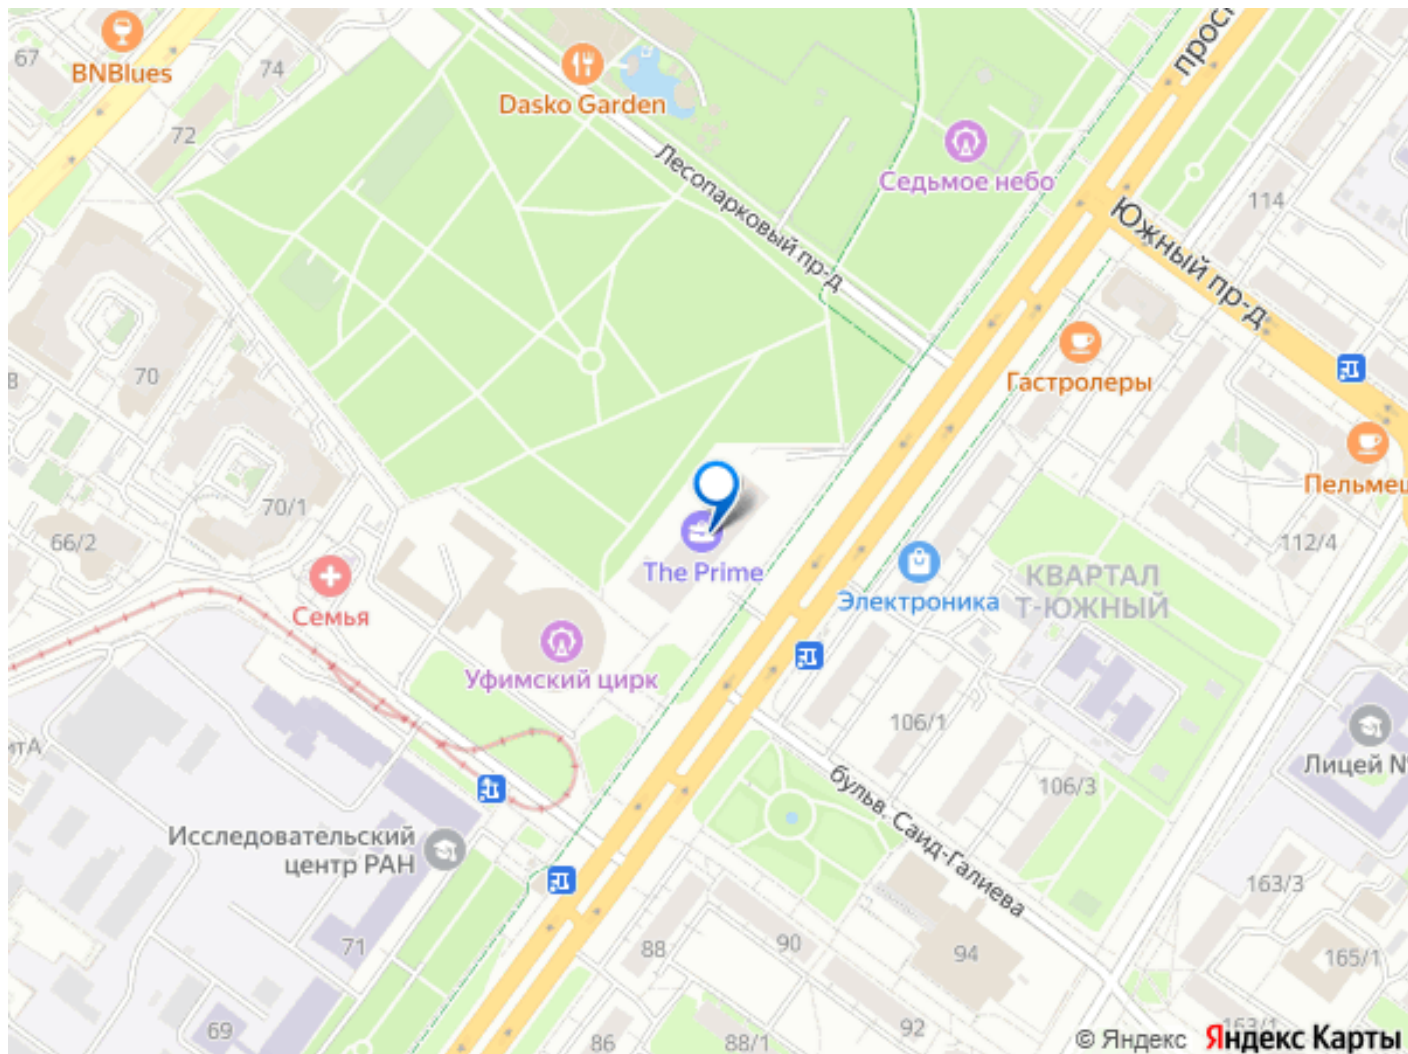 67
BNBlues
74
72
Dasko Garden
Лесопарковый пр-д
Седьмое небо
114
Южный пр-д
Гастролеры
70
70/1
66/2
Семья
The Prime
Уфимский цирк
Электроника
КВАРТАЛ
Т-ЮЖНЫЙ
112/4
106/1
106/3
бульв. Саид-Галиева
Исследовательский
центр РАН
71
69
88
90
94
92
86
88/1
163/3
165/1
163/1
© Яндекс Яндекс Карты